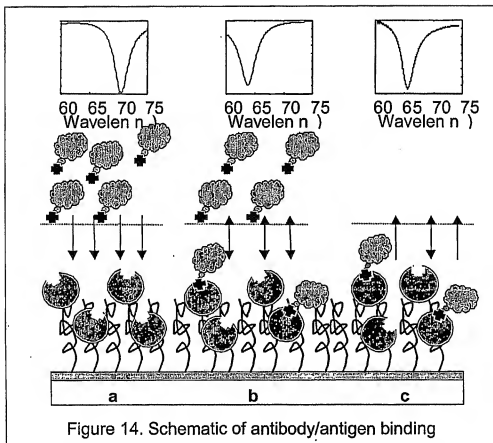 60 65 70 75
Wavelen n )
60 65 70 75
Wavelen n )
60 65 70 75
Wavelen n )
a
b
c
Figure 14. Schematic of antibody/antigen binding